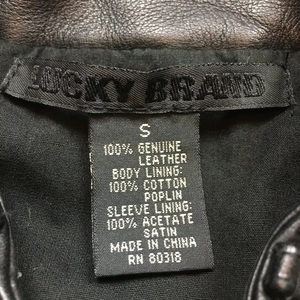 LUCKY BRAND
S
100% GENUINE
LEATHER
BODY LINING:
100% COTTON
POPLIN
SLEEVE LINING:
100% ACETATE
SATIN
MADE IN CHINA
RN 80318